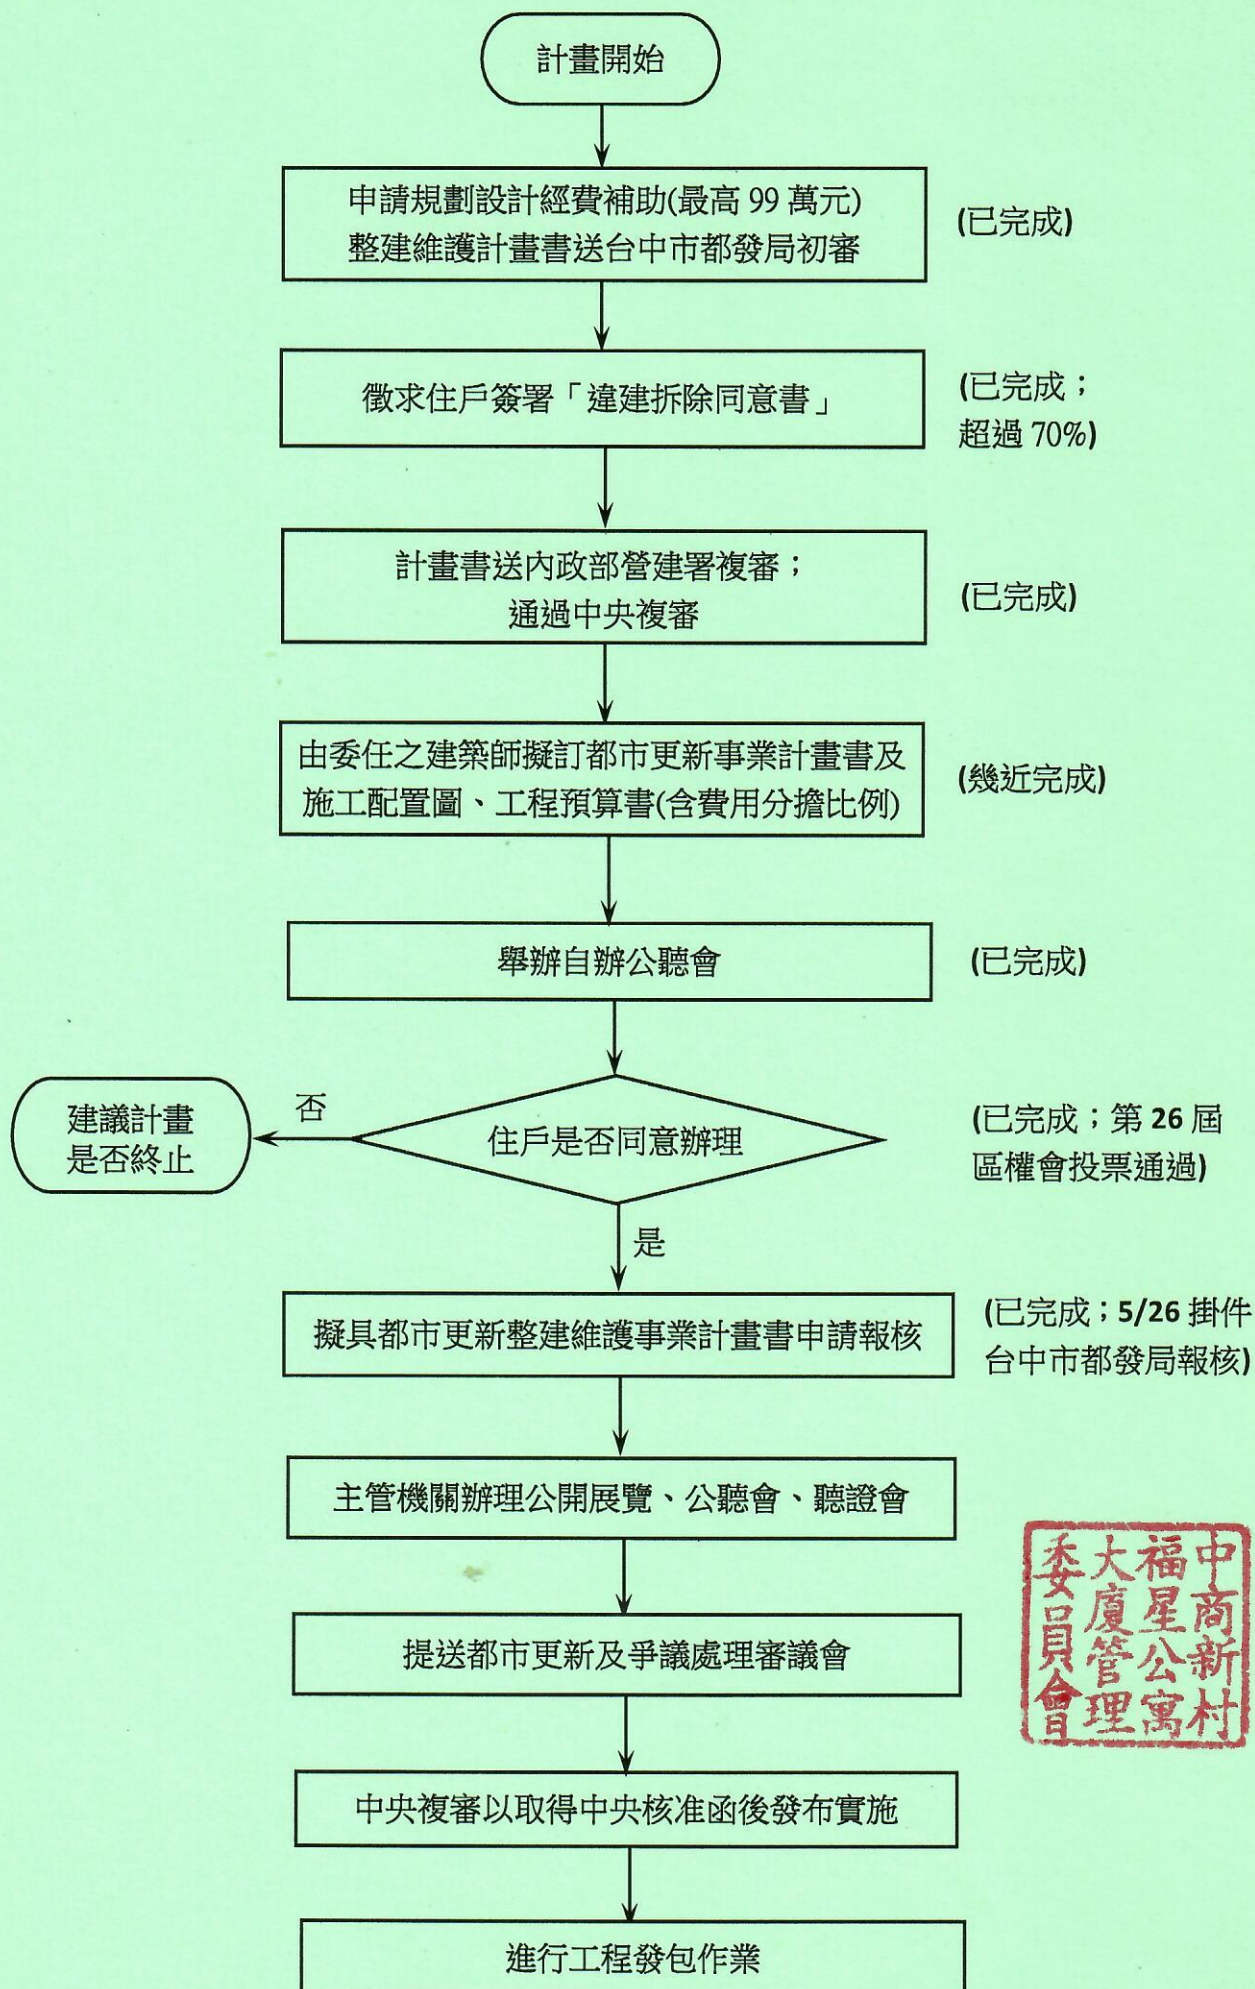 計畫開始
申請規劃設計經費補助(最高 99 萬元)
整建維護計畫書送台中市都發局初審
(已完成)
徵求住戶簽署「違建拆除同意書」
(已完成；
超過 70%)
計畫書送內政部營建署複審；
通過中央複審
(已完成)
由委任之建築師擬訂都市更新事業計畫書及
施工配置圖、工程預算書(含費用分擔比例)
(幾近完成)
舉辦自辦公聽會
(已完成)
住戶是否同意辦理
(已完成；第 26 屆
區權會投票通過)
否
建議計畫
是否終止
是
擬具都市更新整建維護事業計畫書申請報核
(已完成；5/26 掛件
台中市都發局報核)
主管機關辦理公開展覽、公聽會、聽證會
提送都市更新及爭議處理審議會
中央複審以取得中央核准函後發布實施
進行工程發包作業
中商新村
福星公寓
大廈管理
委員會